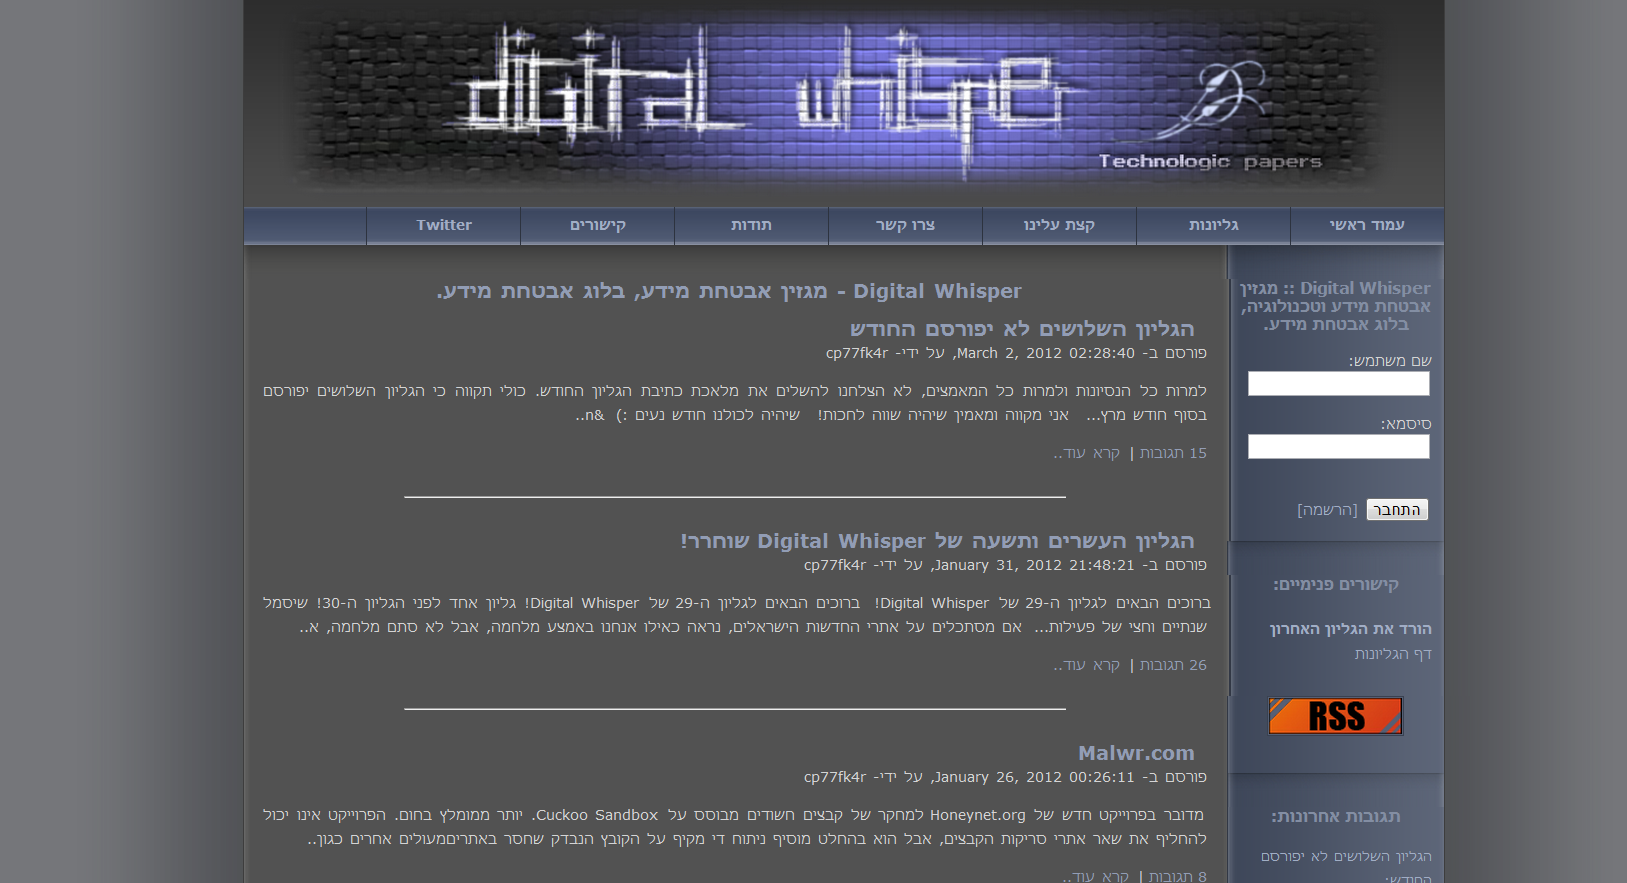 digital whisper
Technologic papers
עמוד ראשי
גליונות
קצת עלינו
צרו קשר
תודות
קישורים
Twitter
Digital Whisper :: מגזין
אבטחת מידע וטכנולוגיה,
בלוג אבטחת מידע.
שם משתמש:
סיסמא:
התחבר [הרשמה]
קישורים פנימיים:
הורד את הגליון האחרון
דף הגליונות
RSS
תגובות אחרונות:
הגליון השלושים לא יפורסם
החודש:
Digital Whisper - מגזין אבטחת מידע, בלוג אבטחת מידע.
הגליון השלושים לא יפורסם החודש
פורסם ב- March 2, 2012 02:28:40, על ידי- cp77fk4r
למרות כל הנסיונות ולמרות כל המאמצים, לא הצלחנו להשלים את מלאכת כתיבת הגליון החודש. כולי תקווה כי הגליון השלושים יפורסם
בסוף חודש מרץ... אני מקווה ומאמין שיהיה שווה לחכות! שיהיה לכולנו חודש נעים :) &n..
15 תגובות | קרא עוד..
הגליון העשרים ותשעה של Digital Whisper שוחרר!
פורסם ב- January 31, 2012 21:48:21, על ידי- cp77fk4r
ברוכים הבאים לגליון ה-29 של Digital Whisper! ברוכים הבאים לגליון ה-29 של Digital Whisper! גליון אחד לפני הגליון ה-30! שיסמל
שנתיים וחצי של פעילות... אם מסתכלים על אתרי החדשות הישראלים, נראה כאילו אנחנו באמצע מלחמה, אבל לא סתם מלחמה, א..
26 תגובות | קרא עוד..
Malwr.com
פורסם ב- January 26, 2012 00:26:11, על ידי- cp77fk4r
מדובר בפרוייקט חדש של Honeynet.org למחקר של קבצים חשודים מבוסס על Cuckoo Sandbox. יותר ממומלץ בחום. הפרוייקט אינו יכול
להחליף את שאר אתרי סריקות הקבצים, אבל הוא בהחלט מוסיף ניתוח די מקיף על הקובץ הנבדק שחסר באתריםמעולים אחרים כגון..
8 תגובות | קרא עוד..